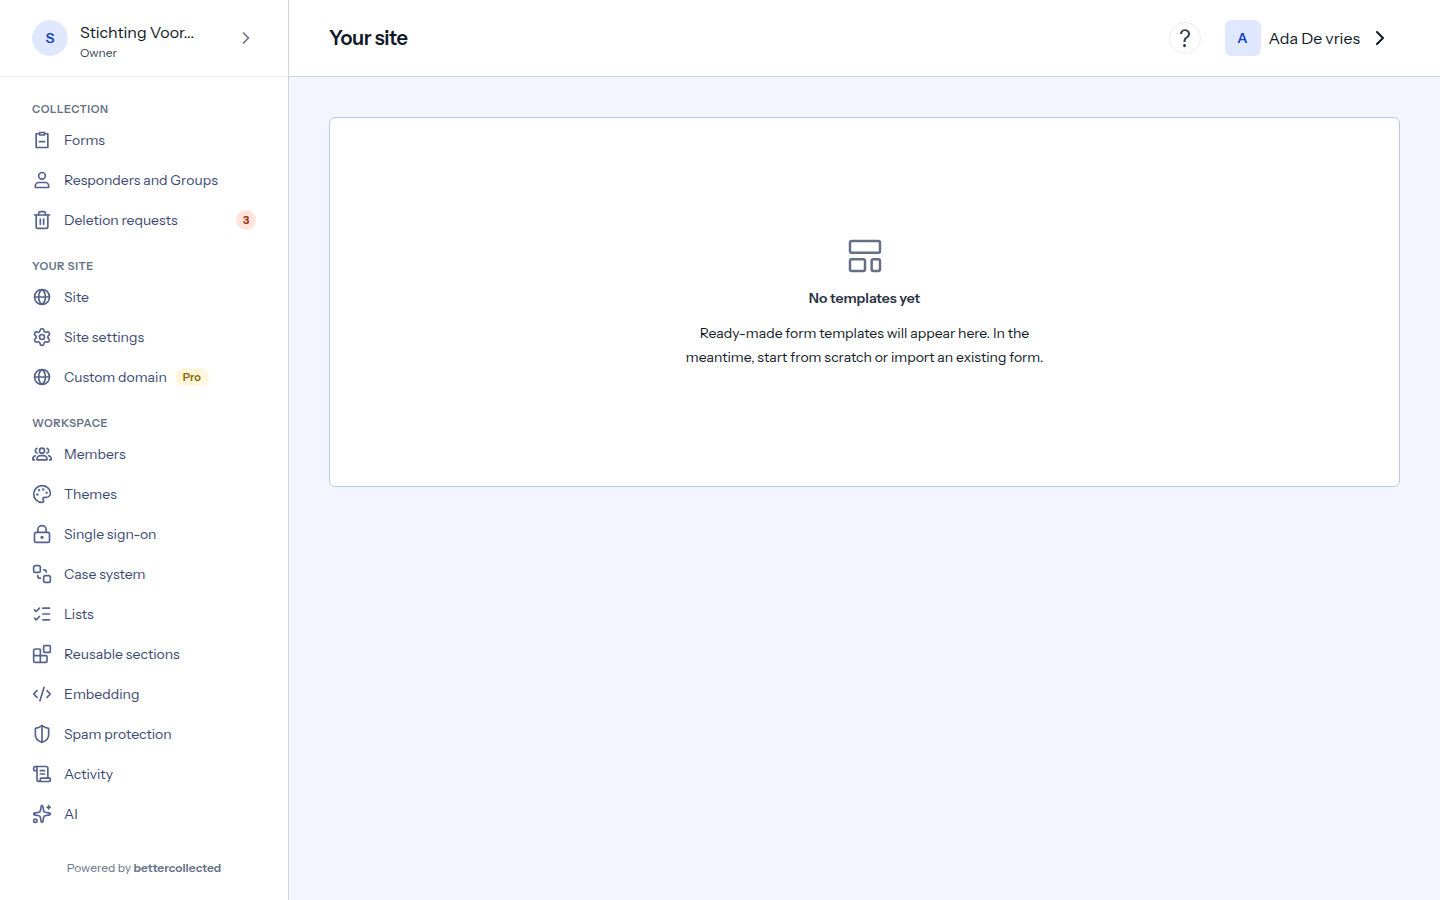 S
Stichting Voor...
Owner
Your site
?
A
Ada De vries
COLLECTION
Forms
Responders and Groups
Deletion requests
3
YOUR SITE
Site
Site settings
Custom domain
Pro
WORKSPACE
Members
Themes
Single sign-on
Case system
Lists
Reusable sections
Embedding
Spam protection
Activity
AI
Powered by bettercollected
No templates yet
Ready-made form templates will appear here. In the
meantime, start from scratch or import an existing form.